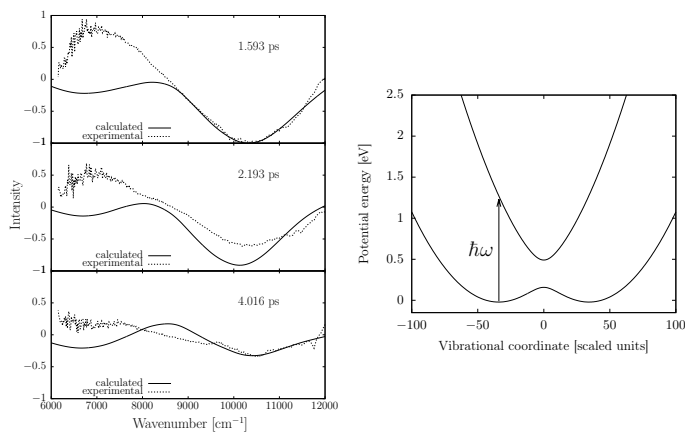 1
0.5
0
−0.5
−1
1.593 ps
calculated
experimental
0.5
0
−0.5
−1
2.193 ps
calculated
experimental
0.5
0
−0.5
−1
4.016 ps
calculated
experimental
6000 7000 8000 9000 10000 11000 12000
Wavenumber [cm⁻¹]
Intensity
2.5
2
1.5
1
0.5
0
ħω
−100 −50 0 50 100
Vibrational coordinate [scaled units]
Potential energy [eV]